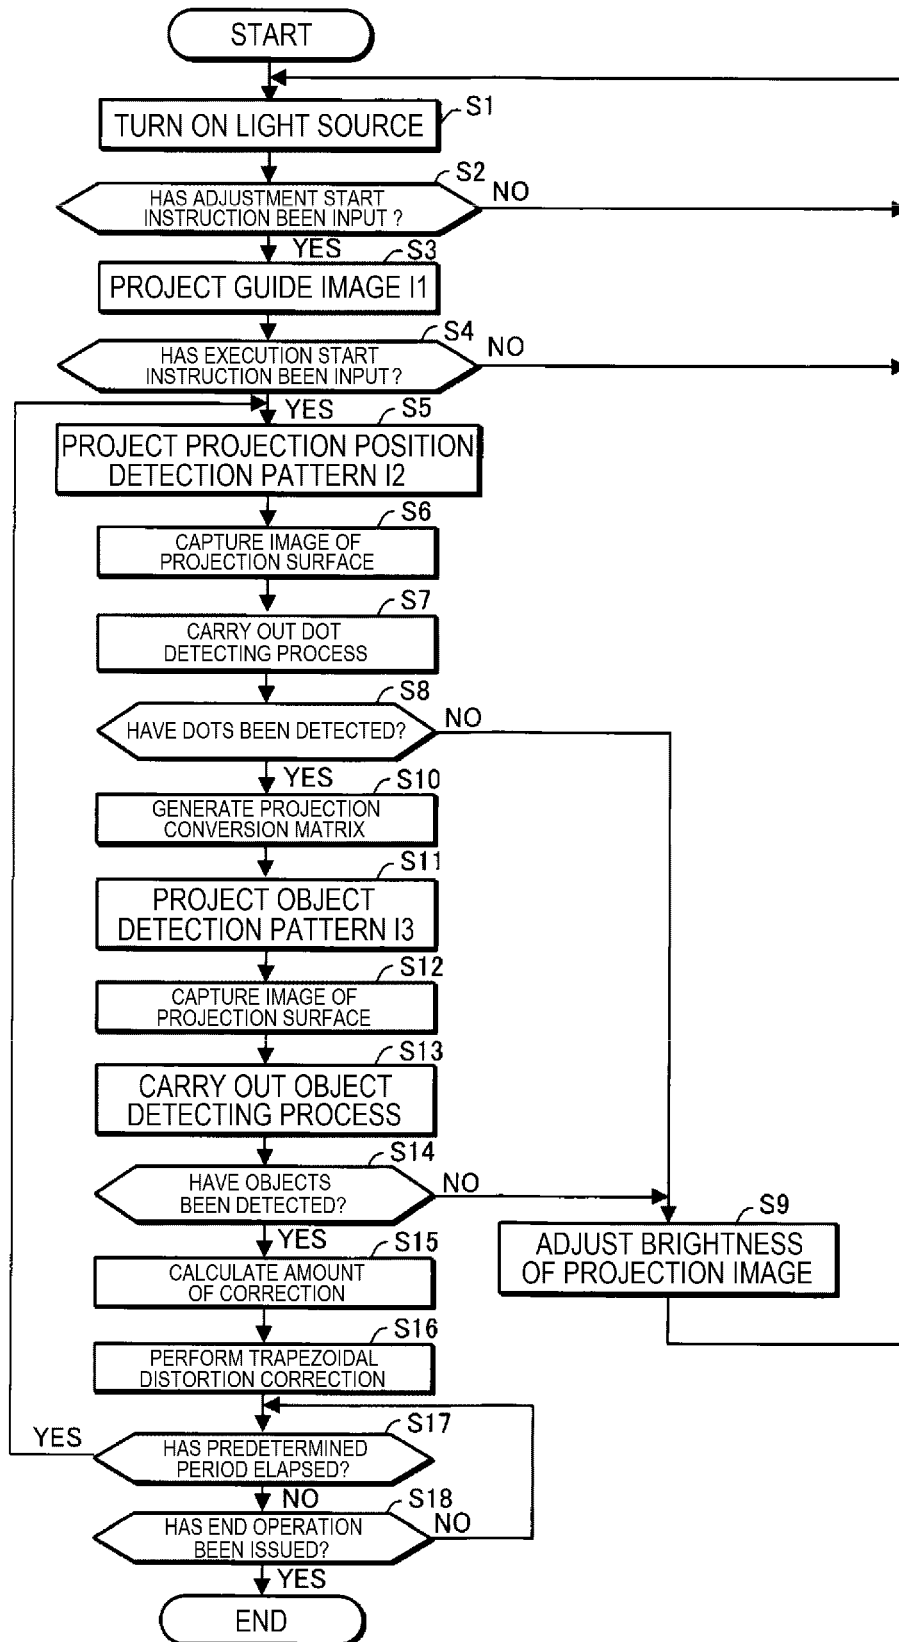 START
S1
TURN ON LIGHT SOURCE
S2
HAS ADJUSTMENT START
INSTRUCTION BEEN INPUT ?
NO
YES
S3
PROJECT GUIDE IMAGE I1
S4
HAS EXECUTION START
INSTRUCTION BEEN INPUT?
NO
YES
S5
PROJECT PROJECTION POSITION
DETECTION PATTERN I2
S6
CAPTURE IMAGE OF
PROJECTION SURFACE
S7
CARRY OUT DOT
DETECTING PROCESS
S8
HAVE DOTS BEEN DETECTED?
NO
YES
S10
GENERATE PROJECTION
CONVERSION MATRIX
S11
PROJECT OBJECT
DETECTION PATTERN I3
S12
CAPTURE IMAGE OF
PROJECTION SURFACE
S13
CARRY OUT OBJECT
DETECTING PROCESS
S14
HAVE OBJECTS
BEEN DETECTED?
NO
S9
ADJUST BRIGHTNESS
OF PROJECTION IMAGE
YES
S15
CALCULATE AMOUNT
OF CORRECTION
S16
PERFORM TRAPEZOIDAL
DISTORTION CORRECTION
S17
YES
HAS PREDETERMINED
PERIOD ELAPSED?
NO
S18
HAS END OPERATION
BEEN ISSUED?
NO
YES
END